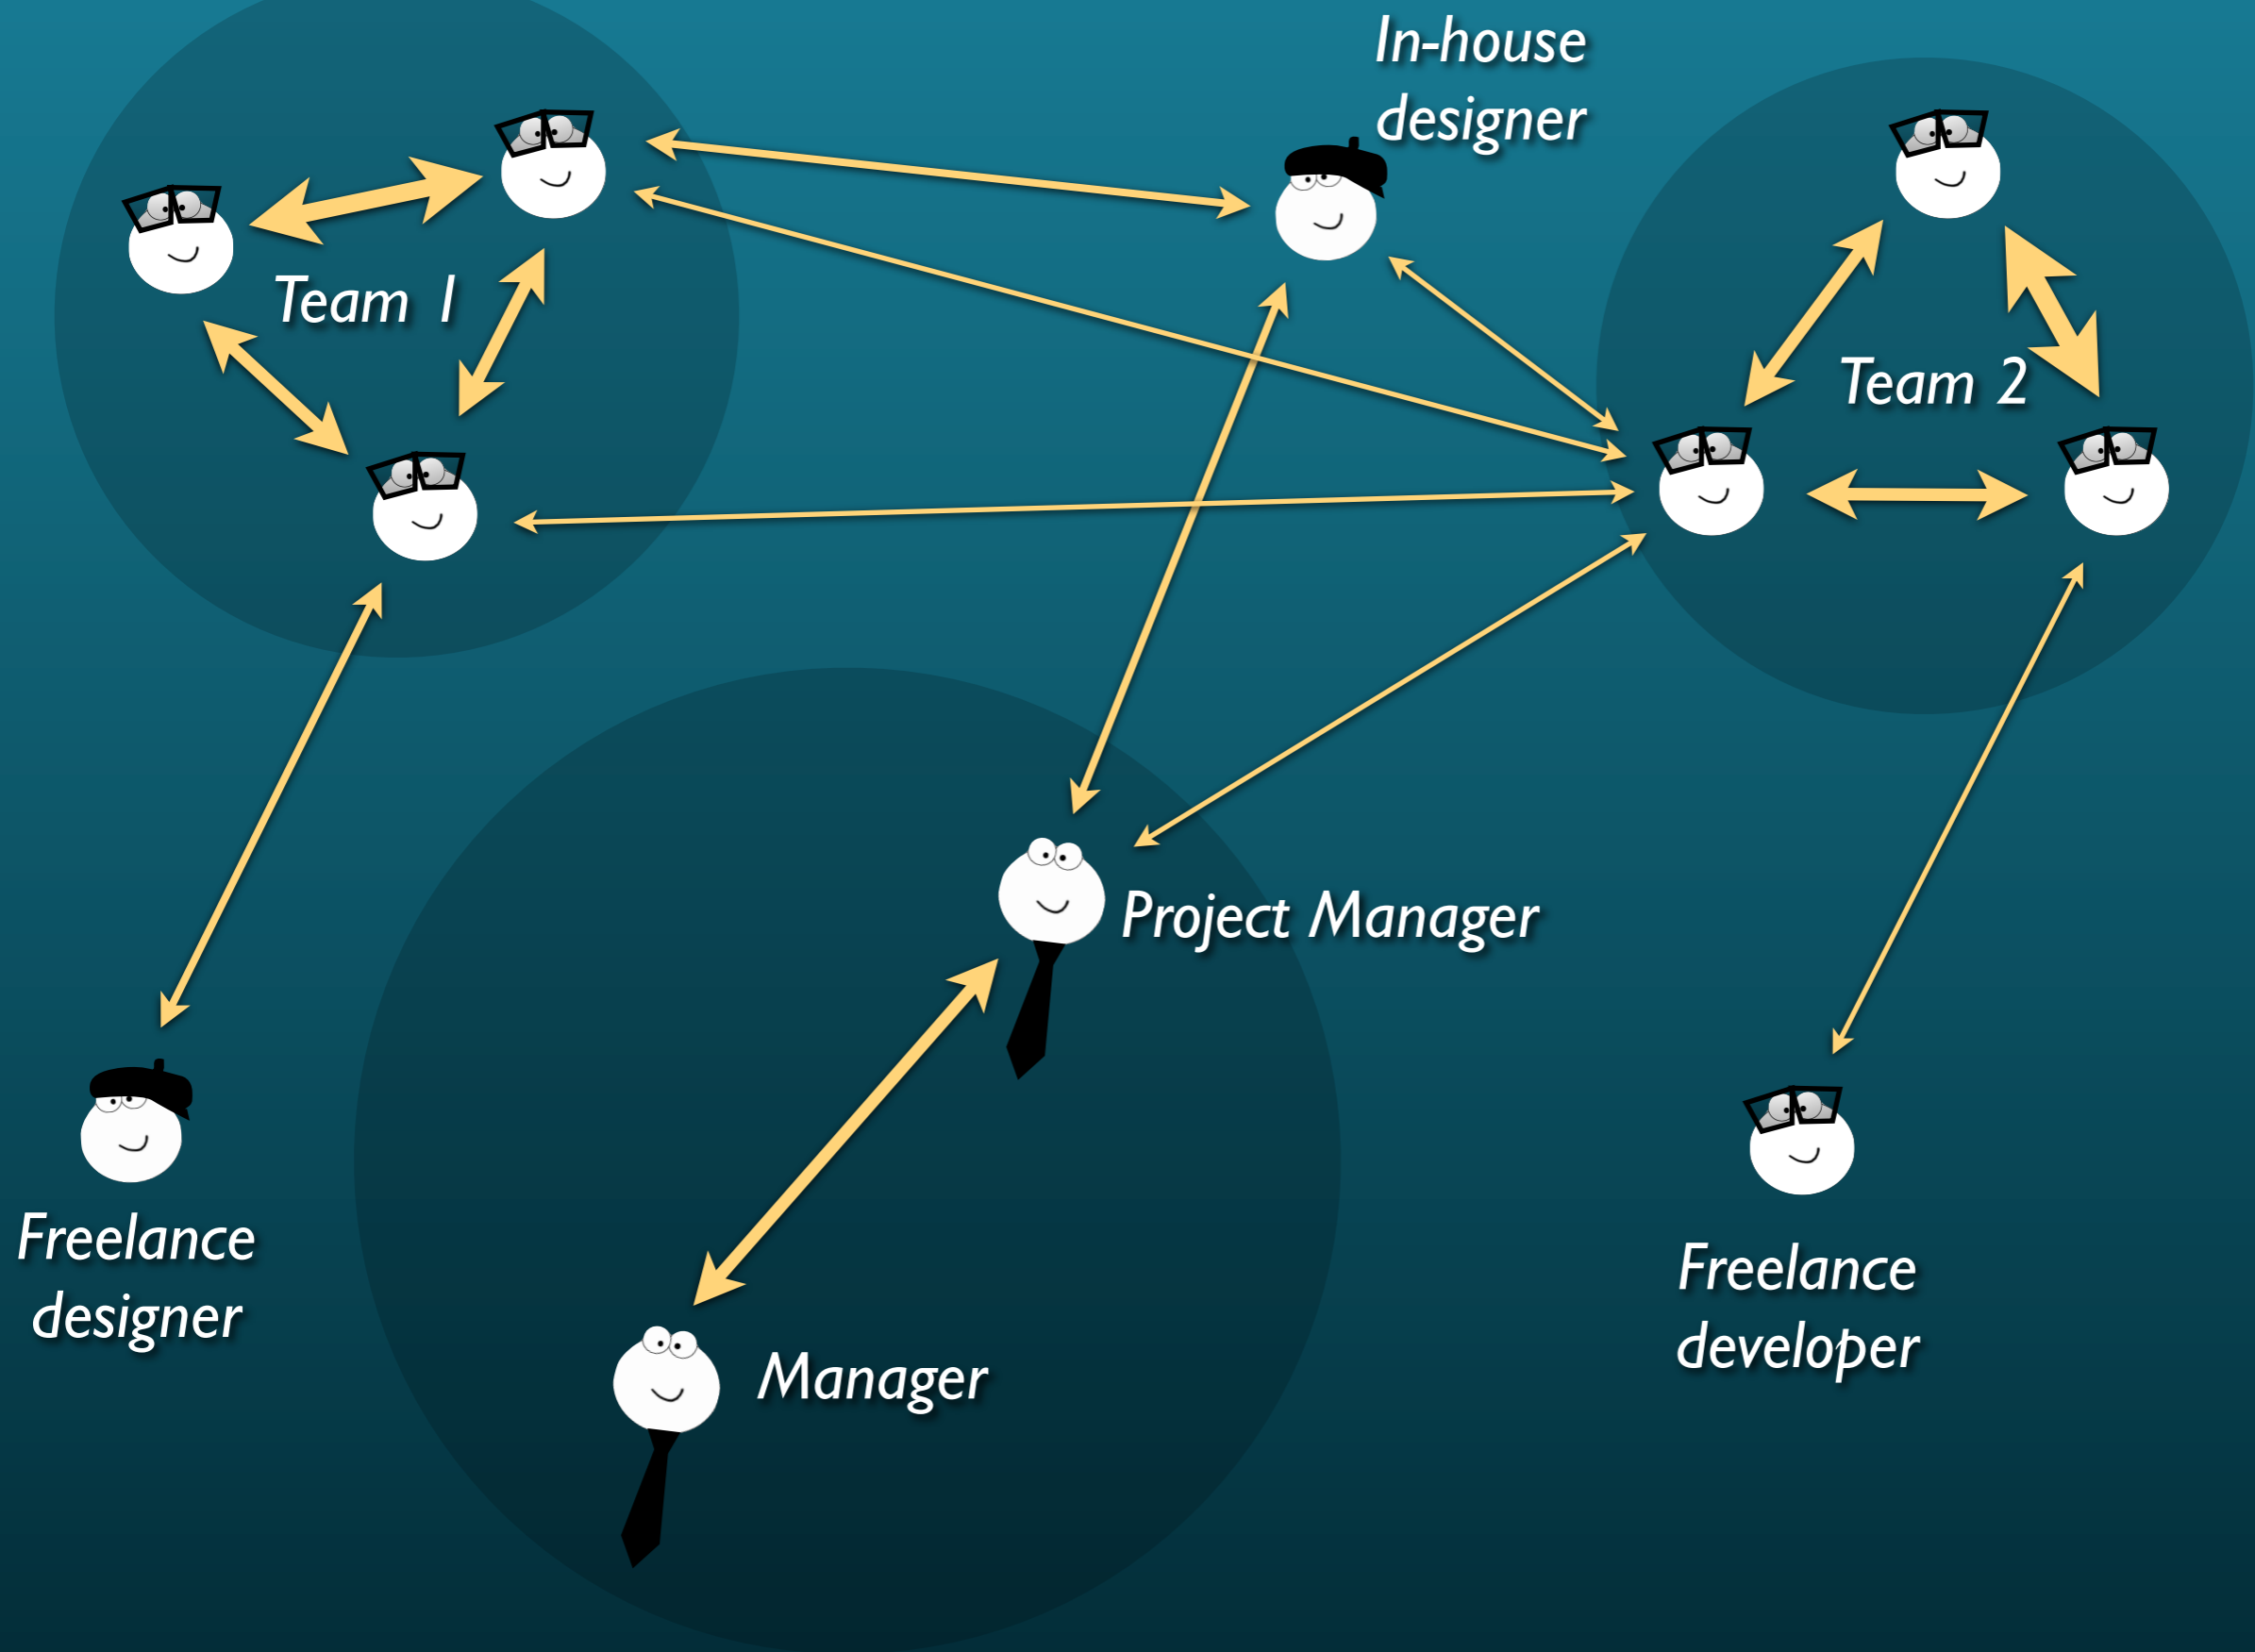 In-house
designer
Team 1
Team 2
Project Manager
Freelance
designer
Manager
Freelance
developer